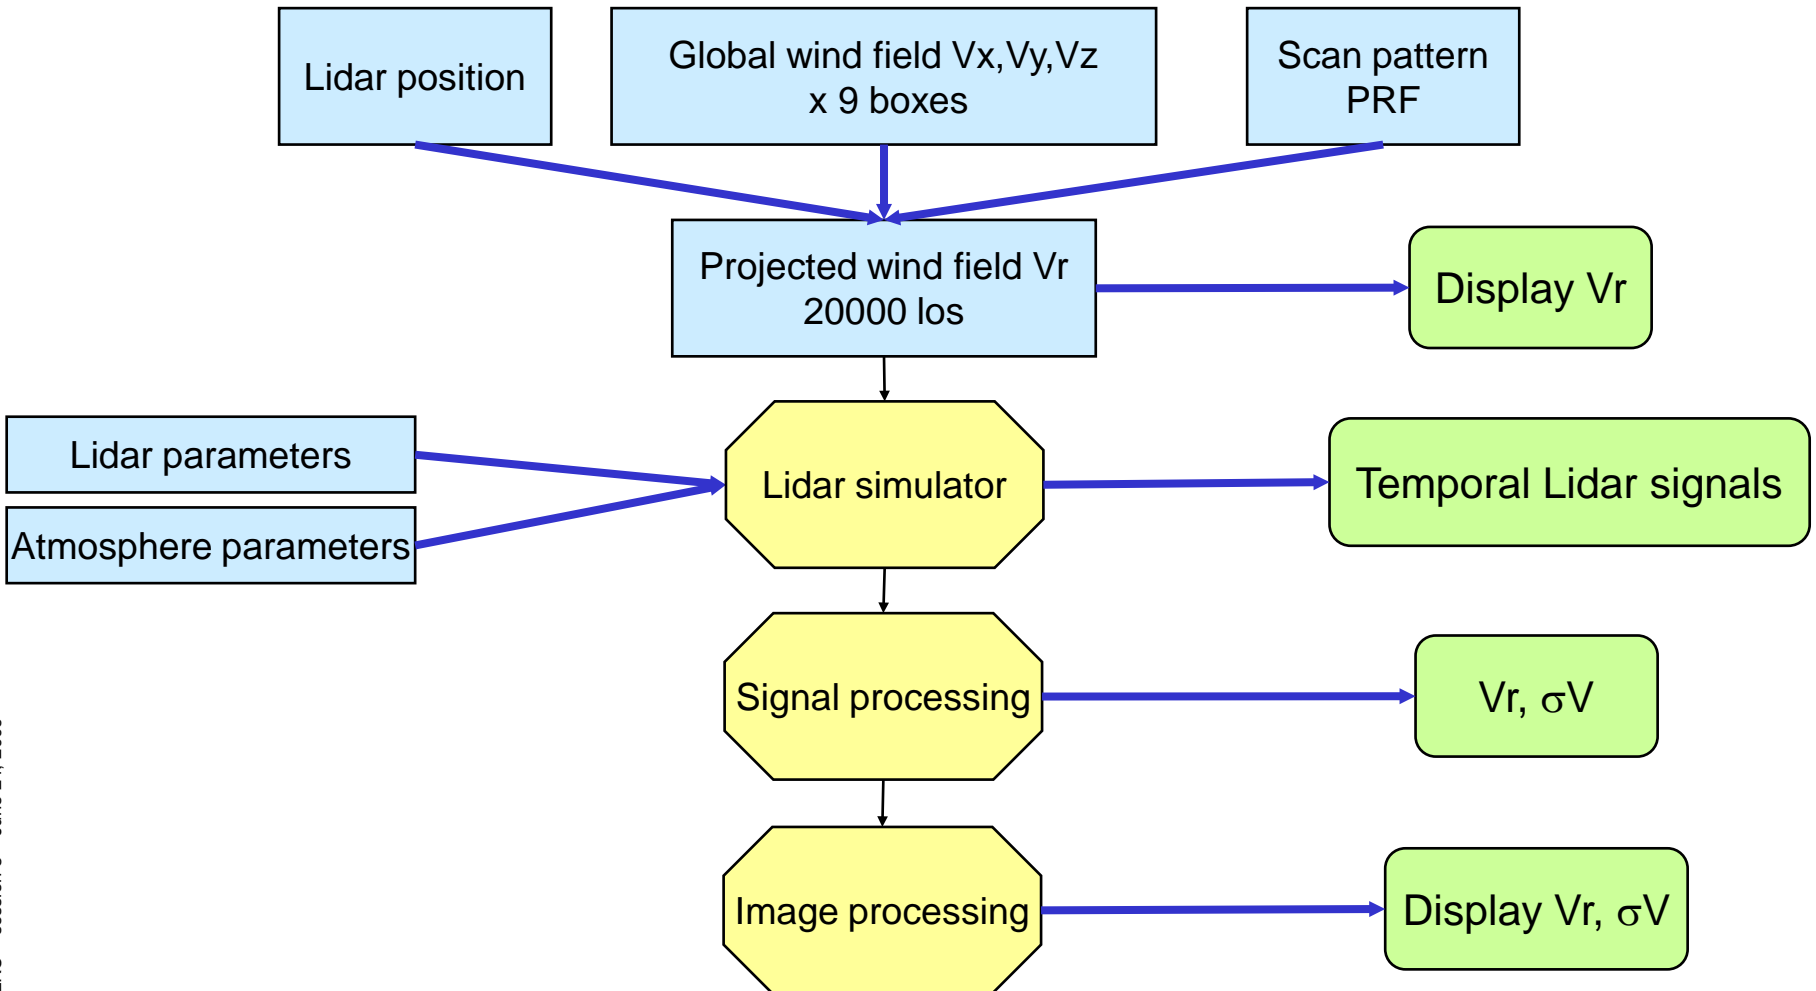 Lidar position
Global wind field Vx,Vy,Vz
x 9 boxes
Scan pattern
PRF
Projected wind field Vr
20000 los
Display Vr
Lidar parameters
Atmosphere parameters
Lidar simulator
Temporal Lidar signals
Signal processing
Vr, σV
Image processing
Display Vr, σV